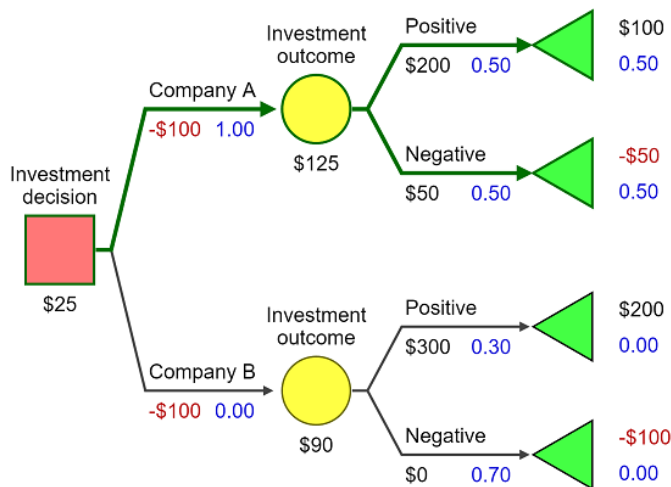 Investment
decision
$25
Company A
-$100 1.00
Investment
outcome
$125
Positive
$200 0.50
$100
0.50
Negative
$50 0.50
-$50
0.50
Company B
-$100 0.00
Investment
outcome
$90
Positive
$300 0.30
$200
0.00
Negative
$0 0.70
-$100
0.00